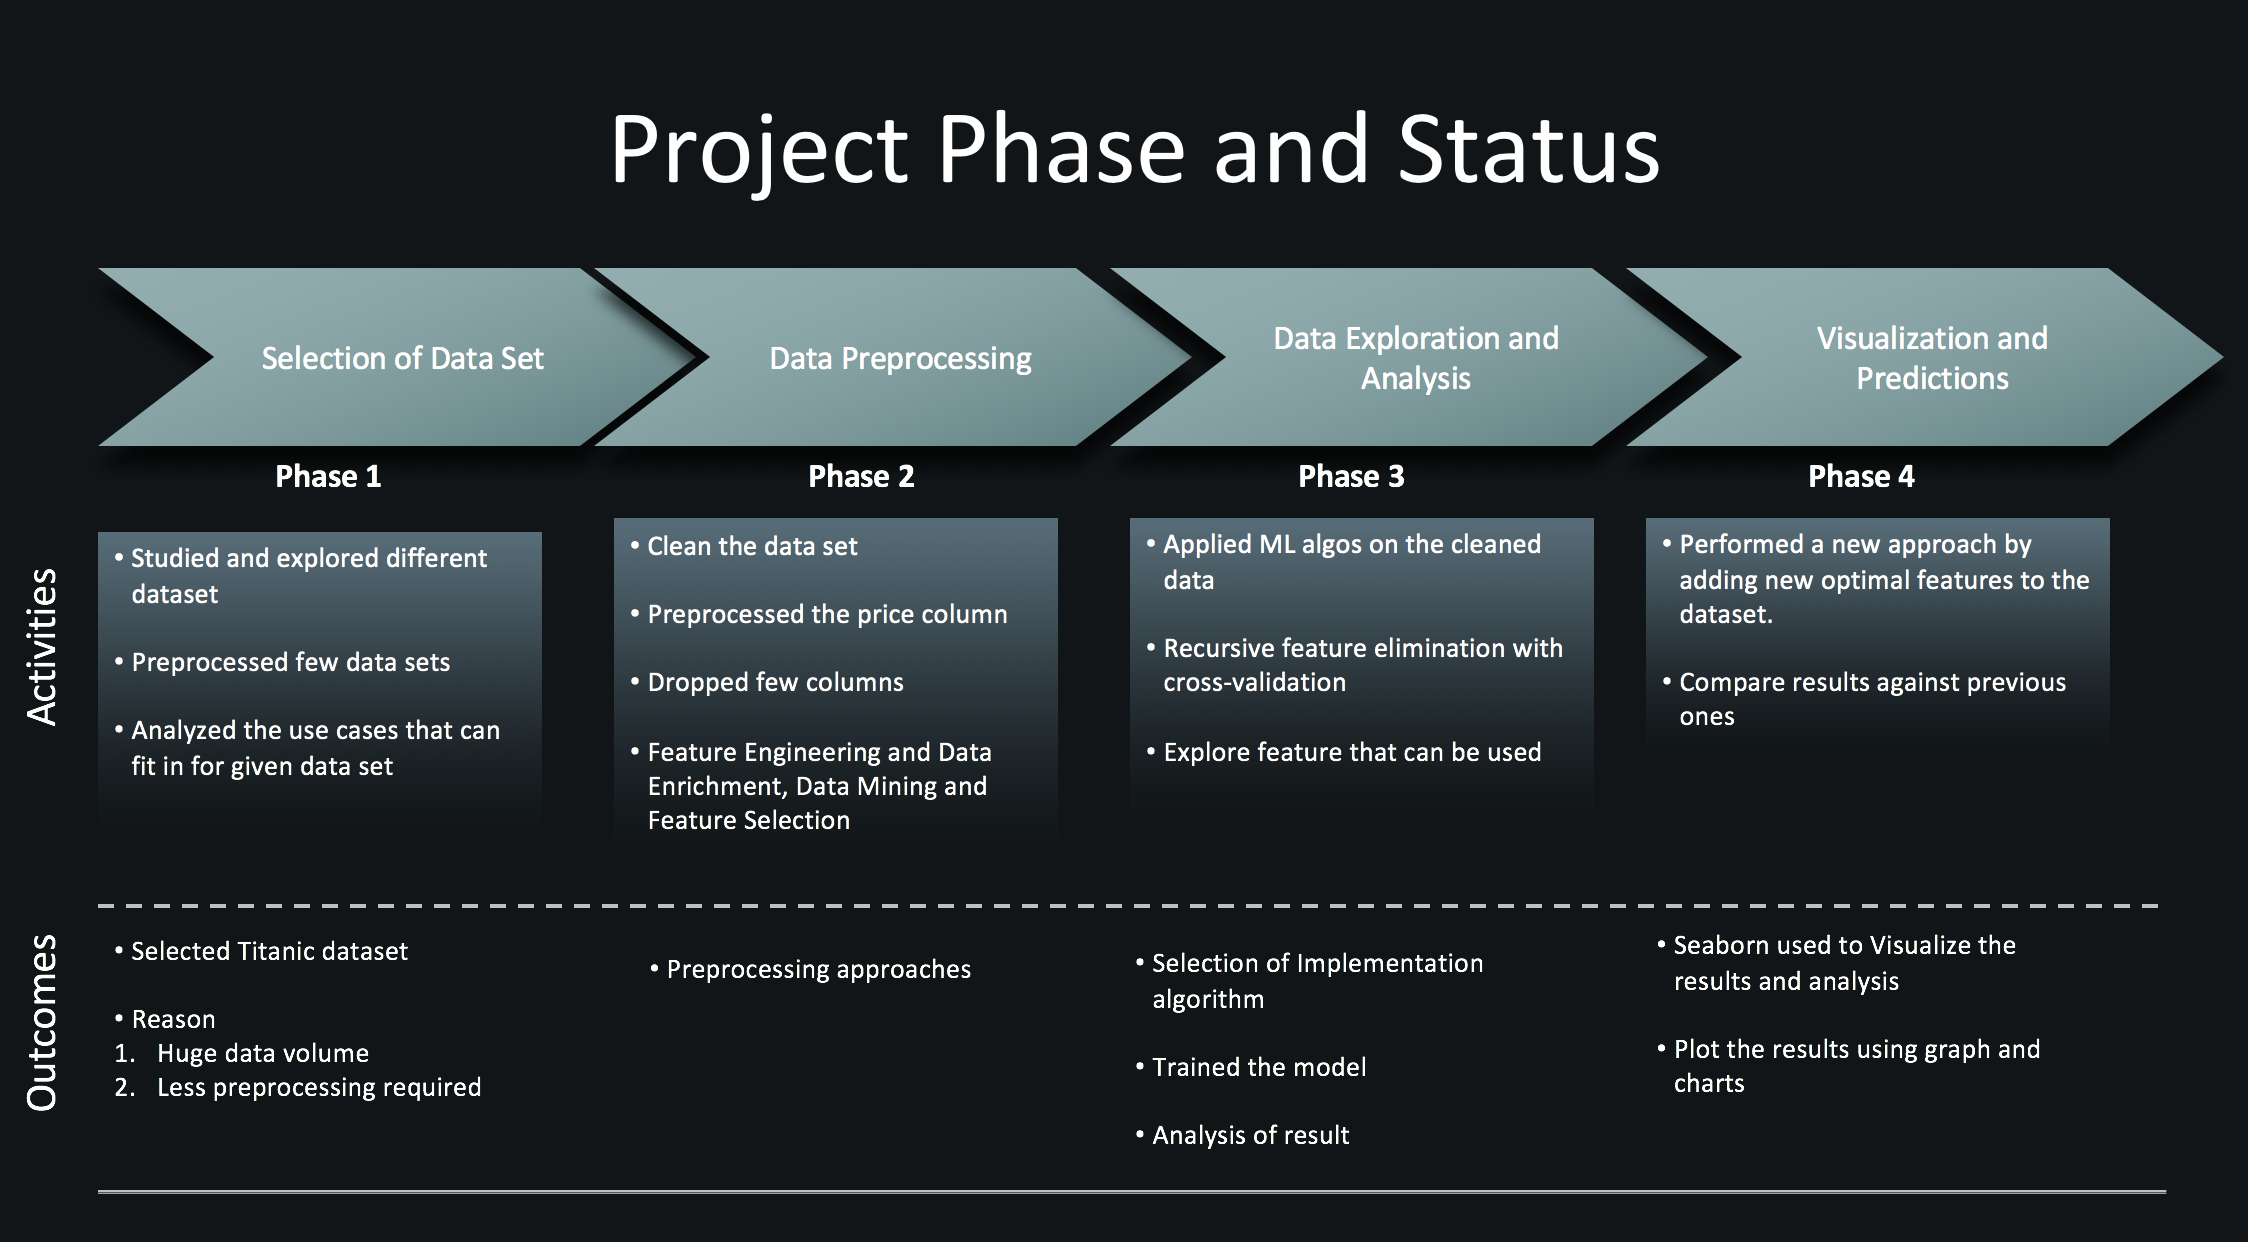 Project Phase and Status
Selection of Data Set
Data Preprocessing
Data Exploration and
Analysis
Visualization and
Predictions
Phase 1
Phase 2
Phase 3
Phase 4
Activities
• Studied and explored different
dataset
• Preprocessed few data sets
• Analyzed the use cases that can
fit in for given data set
• Clean the data set
• Preprocessed the price column
• Dropped few columns
• Feature Engineering and Data
Enrichment, Data Mining and
Feature Selection
• Applied ML algos on the cleaned
data
• Recursive feature elimination with
cross-validation
• Explore feature that can be used
• Performed a new approach by
adding new optimal features to the
dataset.
• Compare results against previous
ones
Outcomes
• Selected Titanic dataset
• Reason
1. Huge data volume
2. Less preprocessing required
• Preprocessing approaches
• Selection of Implementation
algorithm
• Trained the model
• Analysis of result
• Seaborn used to Visualize the
results and analysis
• Plot the results using graph and
charts